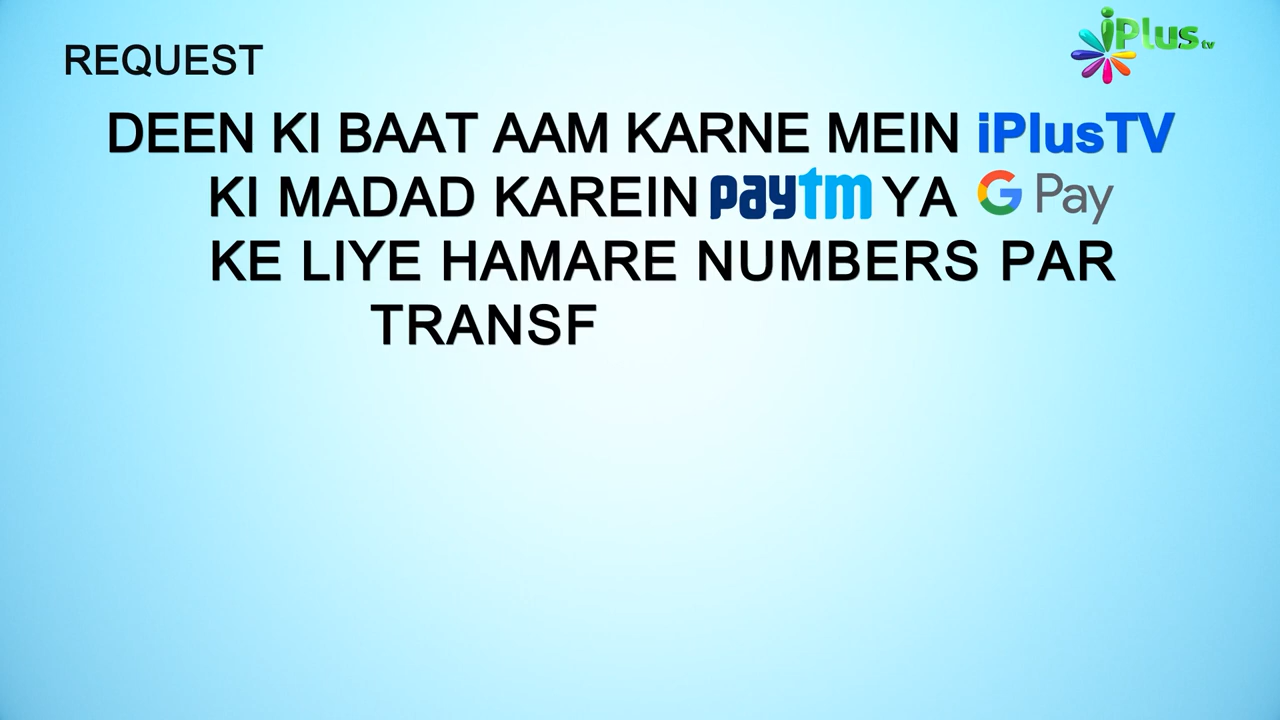 iPlus tv
REQUEST
DEEN KI BAAT AAM KARNE MEIN iPlusTV
KI MADAD KAREIN paytm YA G Pay
KE LIYE HAMARE NUMBERS PAR
TRANSF